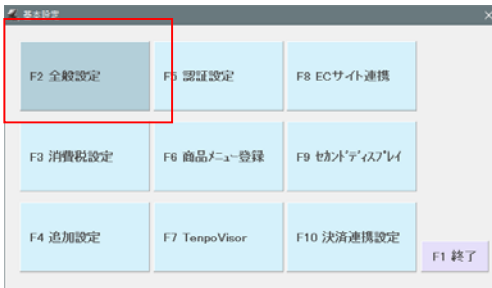 基本設定
F2 全般設定
F5 認証設定
F8 ECサイト連携
F3 消費税設定
F6 商品メニュー登録
F9 セカンドディスプレイ
F4 追加設定
F7 TenpoVisor
F10 決済連携設定
F1 終了